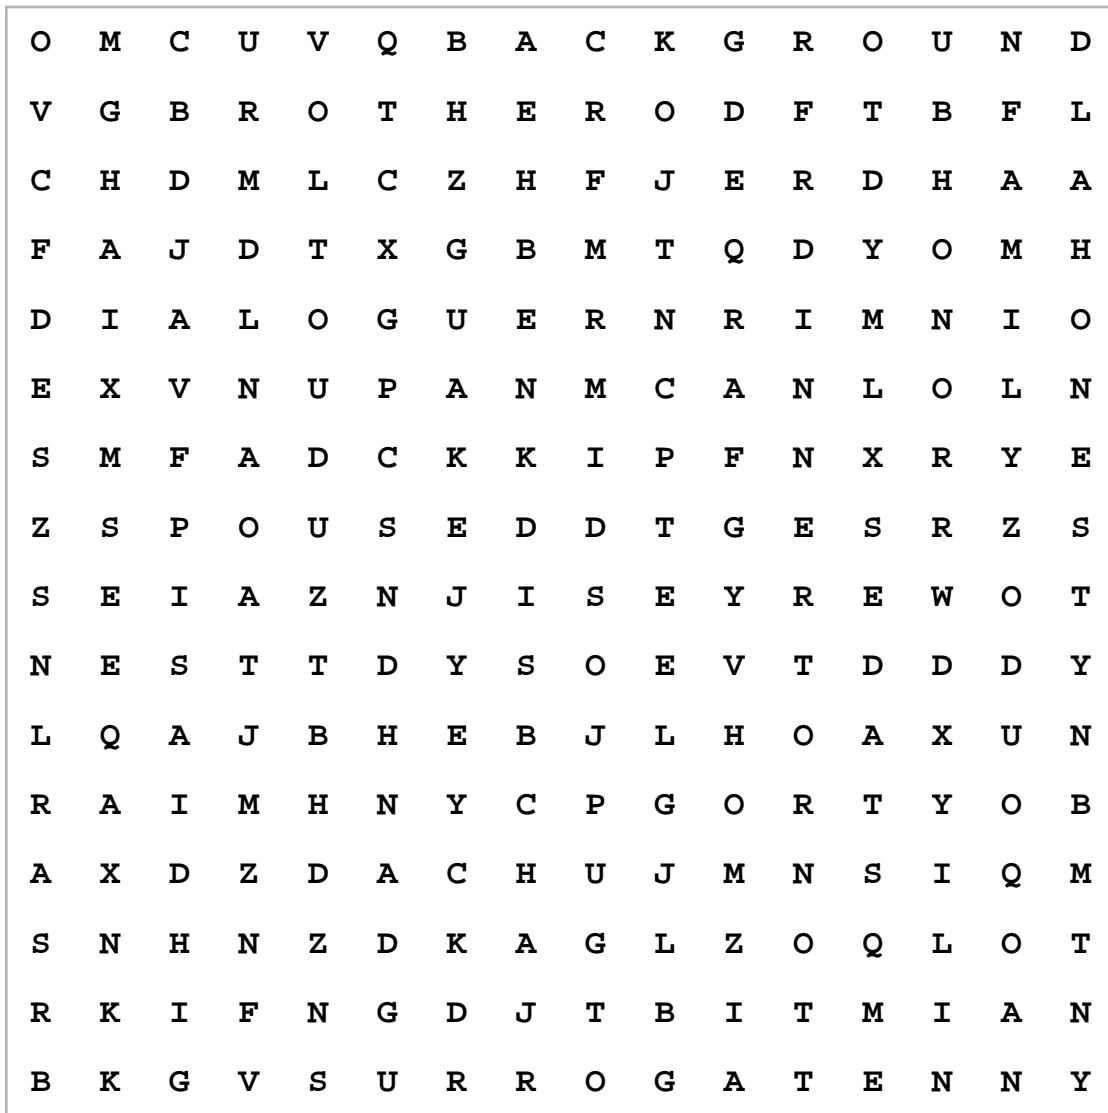 O M C U V Q B A C K G R O U N D
V G B R O T H E R O D F T B F L
C H D M L C Z H F J E R D H A A
F A J D T X G B M T Q D Y O M H
D I A L O G U E R N R I M N I O
E X V N U P A N M C A N L O L N
S M F A D C K K I P F N X R Y E
Z S P O U S E D D T G E S R Z S
S E I A Z N J I S E Y R E W O T
N E S T T D Y S O E V T D D D Y
L Q A J B H E B J L H O A X U N
R A I M H N Y C P G O R T Y O B
A X D Z D A C H U J M N S I Q M
S N H N Z D K A G L Z O Q L O T
R K I F N G D J T B I T M I A N
B K G V S U R R O G A T E N N Y